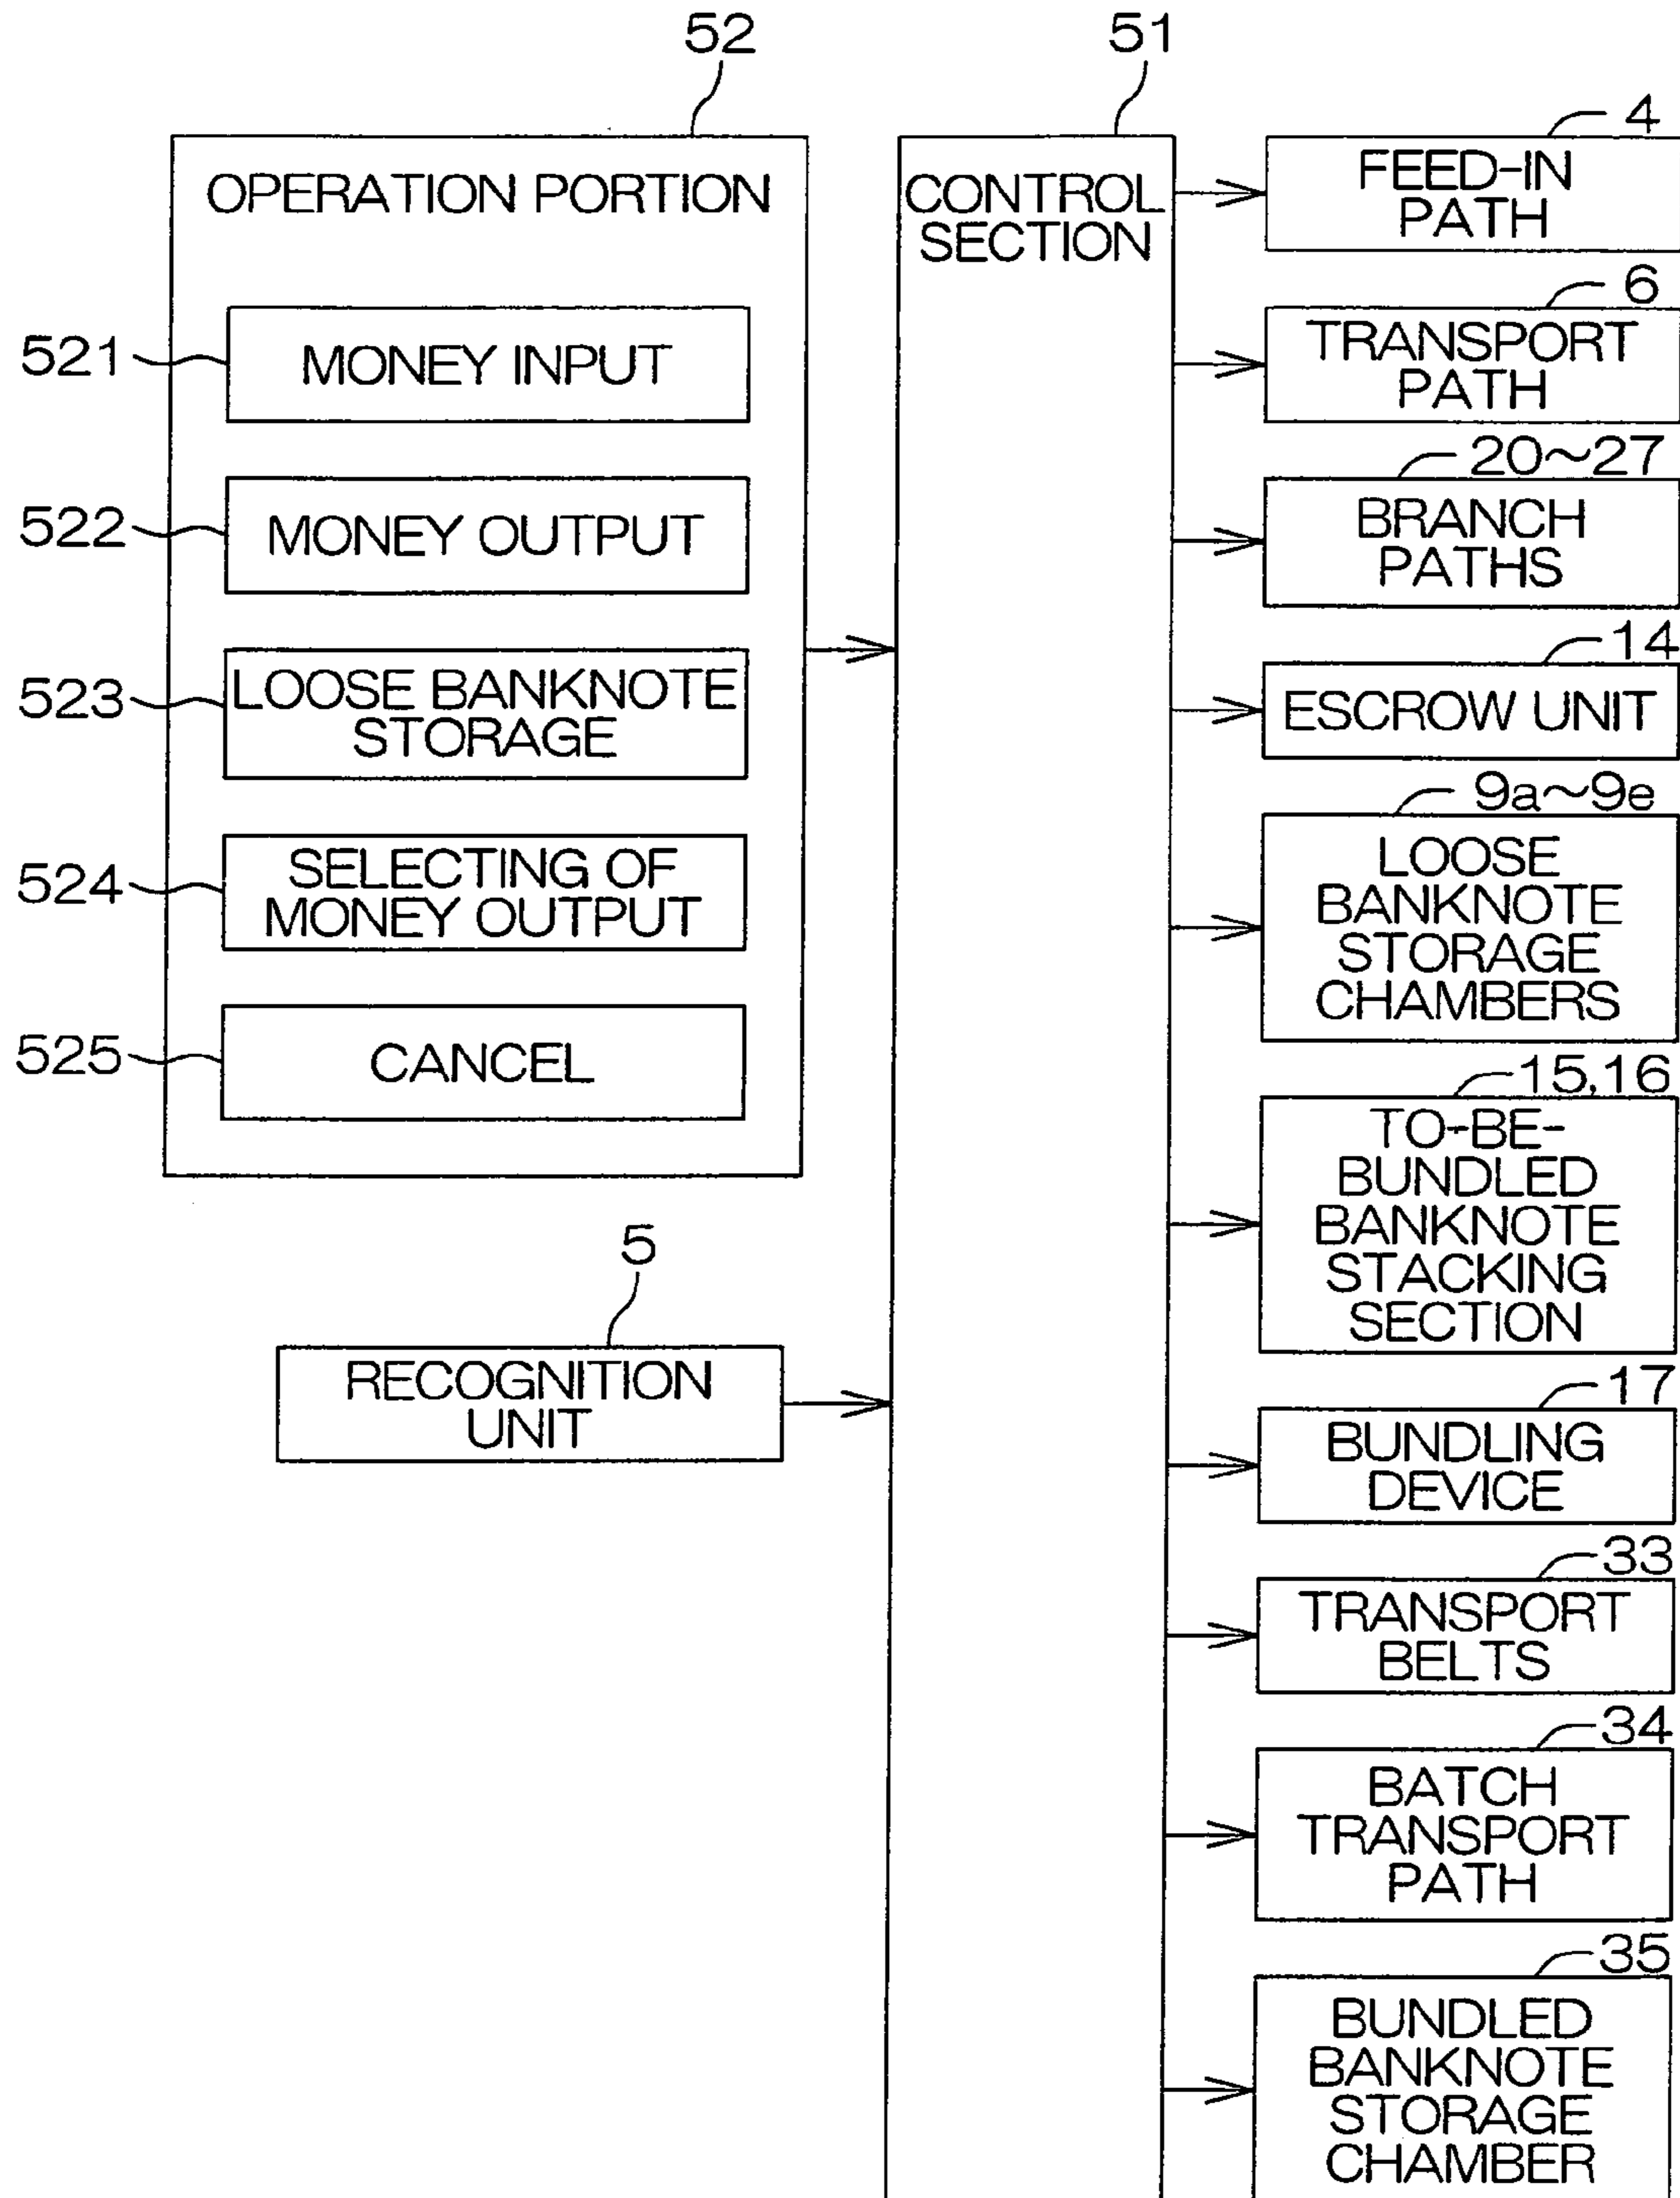 52
OPERATION PORTION
521
MONEY INPUT
522
MONEY OUTPUT
523
LOOSE BANKNOTE
STORAGE
524
SELECTING OF
MONEY OUTPUT
525
CANCEL
5
RECOGNITION
UNIT
51
CONTROL
SECTION
4
FEED-IN
PATH
6
TRANSPORT
PATH
20~27
BRANCH
PATHS
14
ESCROW UNIT
9a~9e
LOOSE
BANKNOTE
STORAGE
CHAMBERS
15,16
TO-BE-
BUNDLED
BANKNOTE
STACKING
SECTION
17
BUNDLING
DEVICE
33
TRANSPORT
BELTS
34
BATCH
TRANSPORT
PATH
35
BUNDLED
BANKNOTE
STORAGE
CHAMBER